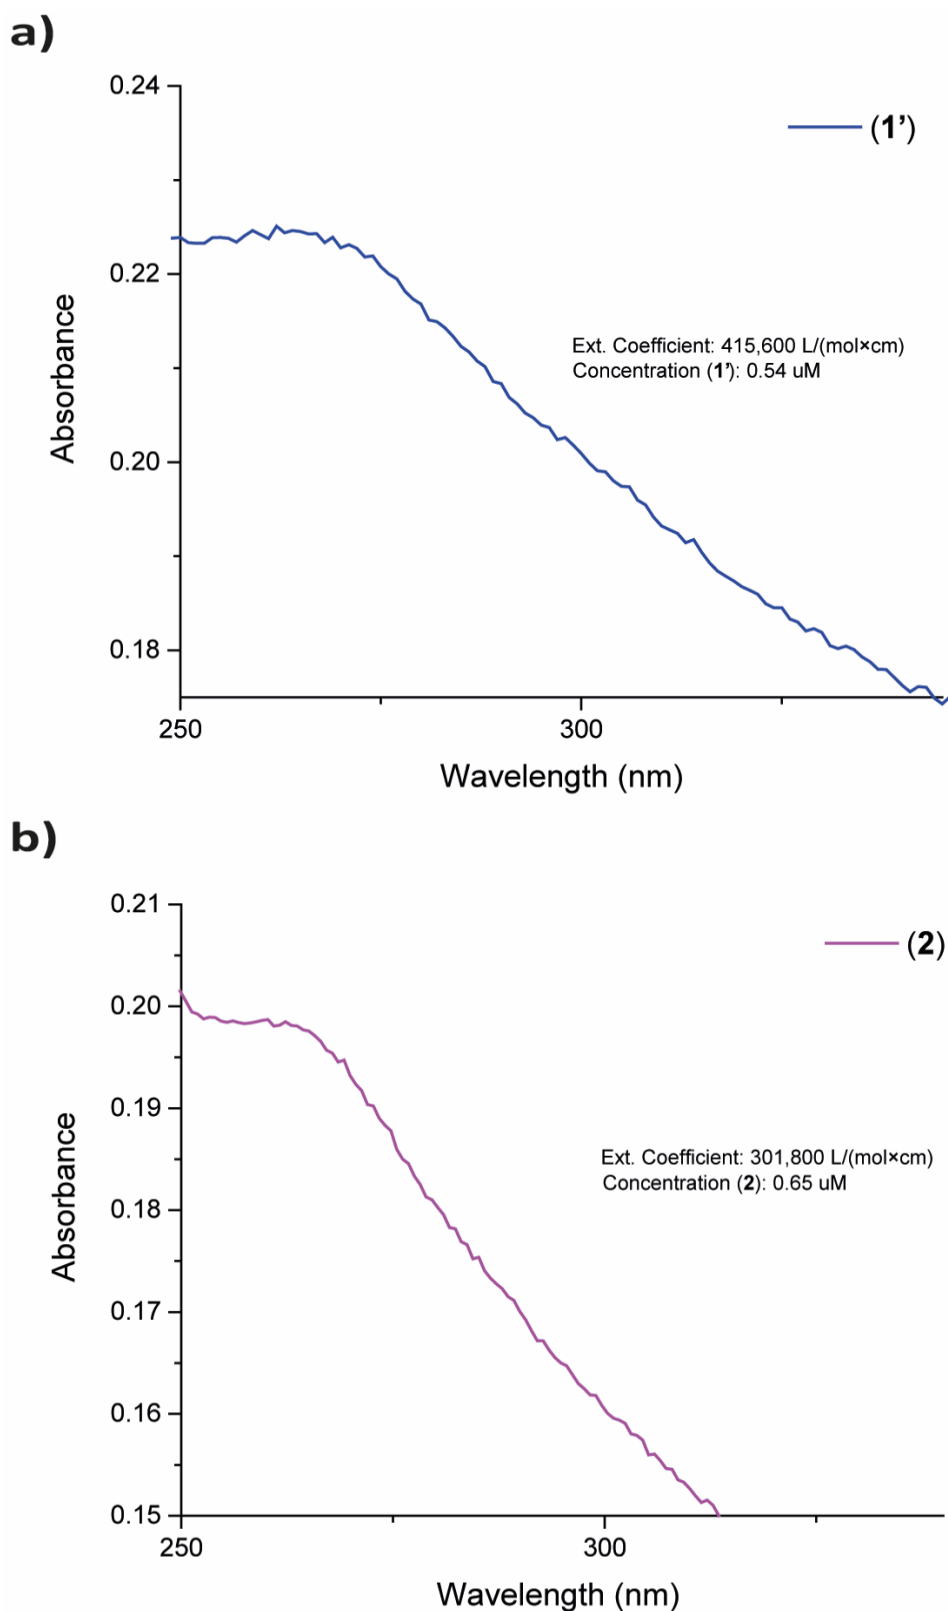 a)
0.24
(1’)
0.22
Absorbance
Ext. Coefficient: 415,600 L/(mol×cm)
Concentration (1’): 0.54 uM
0.20
0.18
250
300
Wavelength (nm)
b)
0.21
(2)
0.20
0.19
Absorbance
Ext. Coefficient: 301,800 L/(mol×cm)
Concentration (2): 0.65 uM
0.18
0.17
0.16
0.15
250
300
Wavelength (nm)